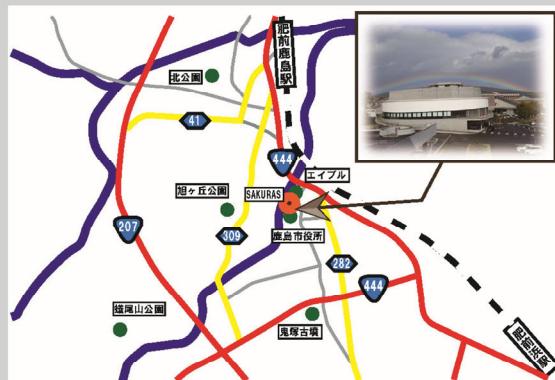 肥前鹿島駅
北公園
41
444
エイブル
旭ヶ丘公園
SAKURAS
207
309
鹿島市役所
282
444
蟻尾山公園
鬼塚古墳
肥前浜駅